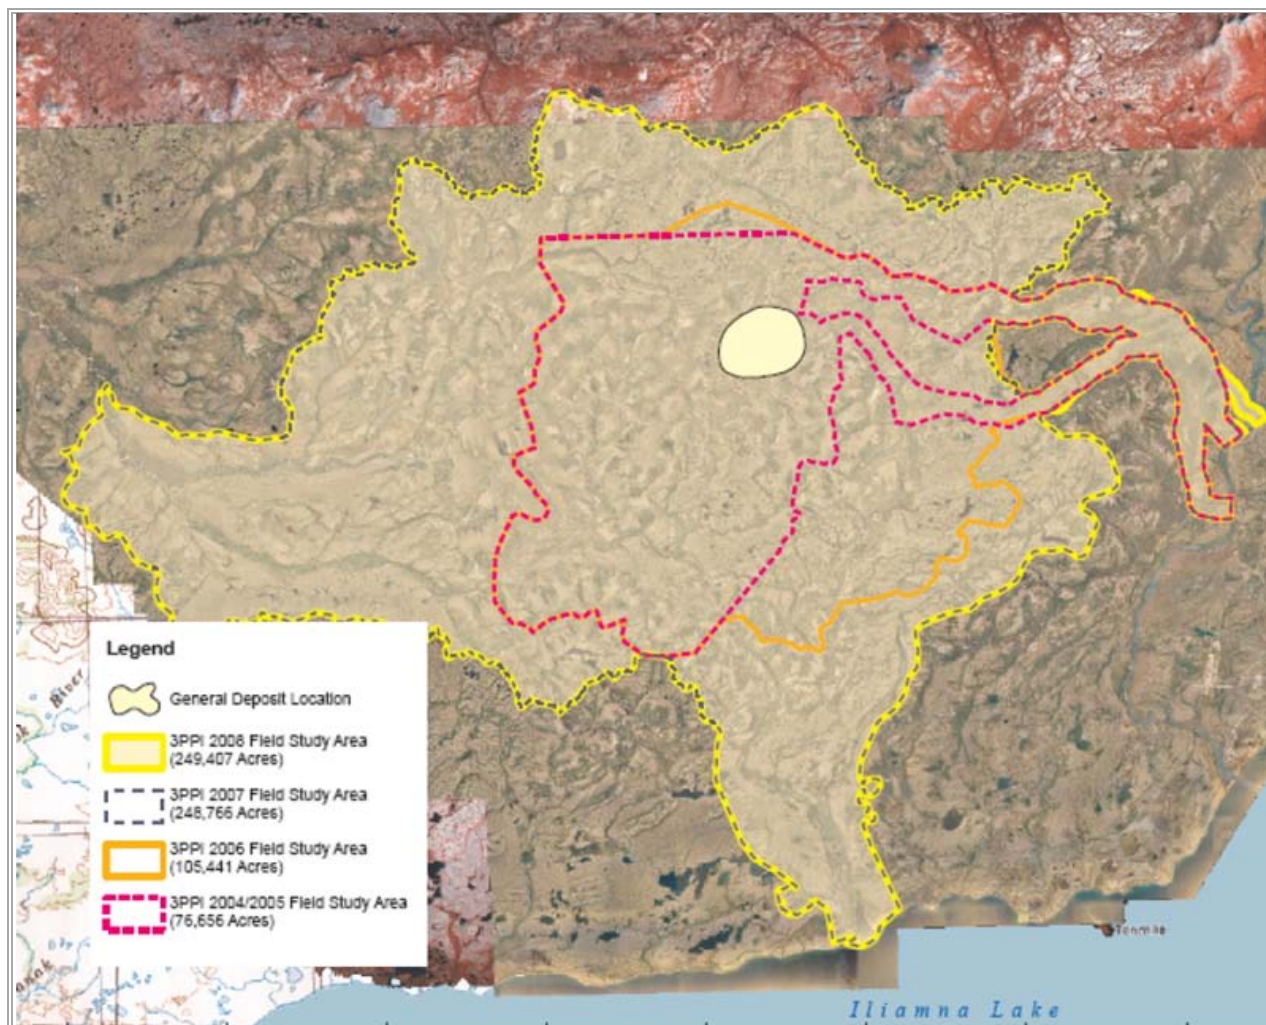 Legend
General Deposit Location
3PPI 2008 Field Study Area
(249,407 Acres)
3PPI 2007 Field Study Area
(248,766 Acres)
3PPI 2006 Field Study Area
(105,441 Acres)
3PPI 2004/2005 Field Study Area
(76,656 Acres)
River
Iliamna Lake